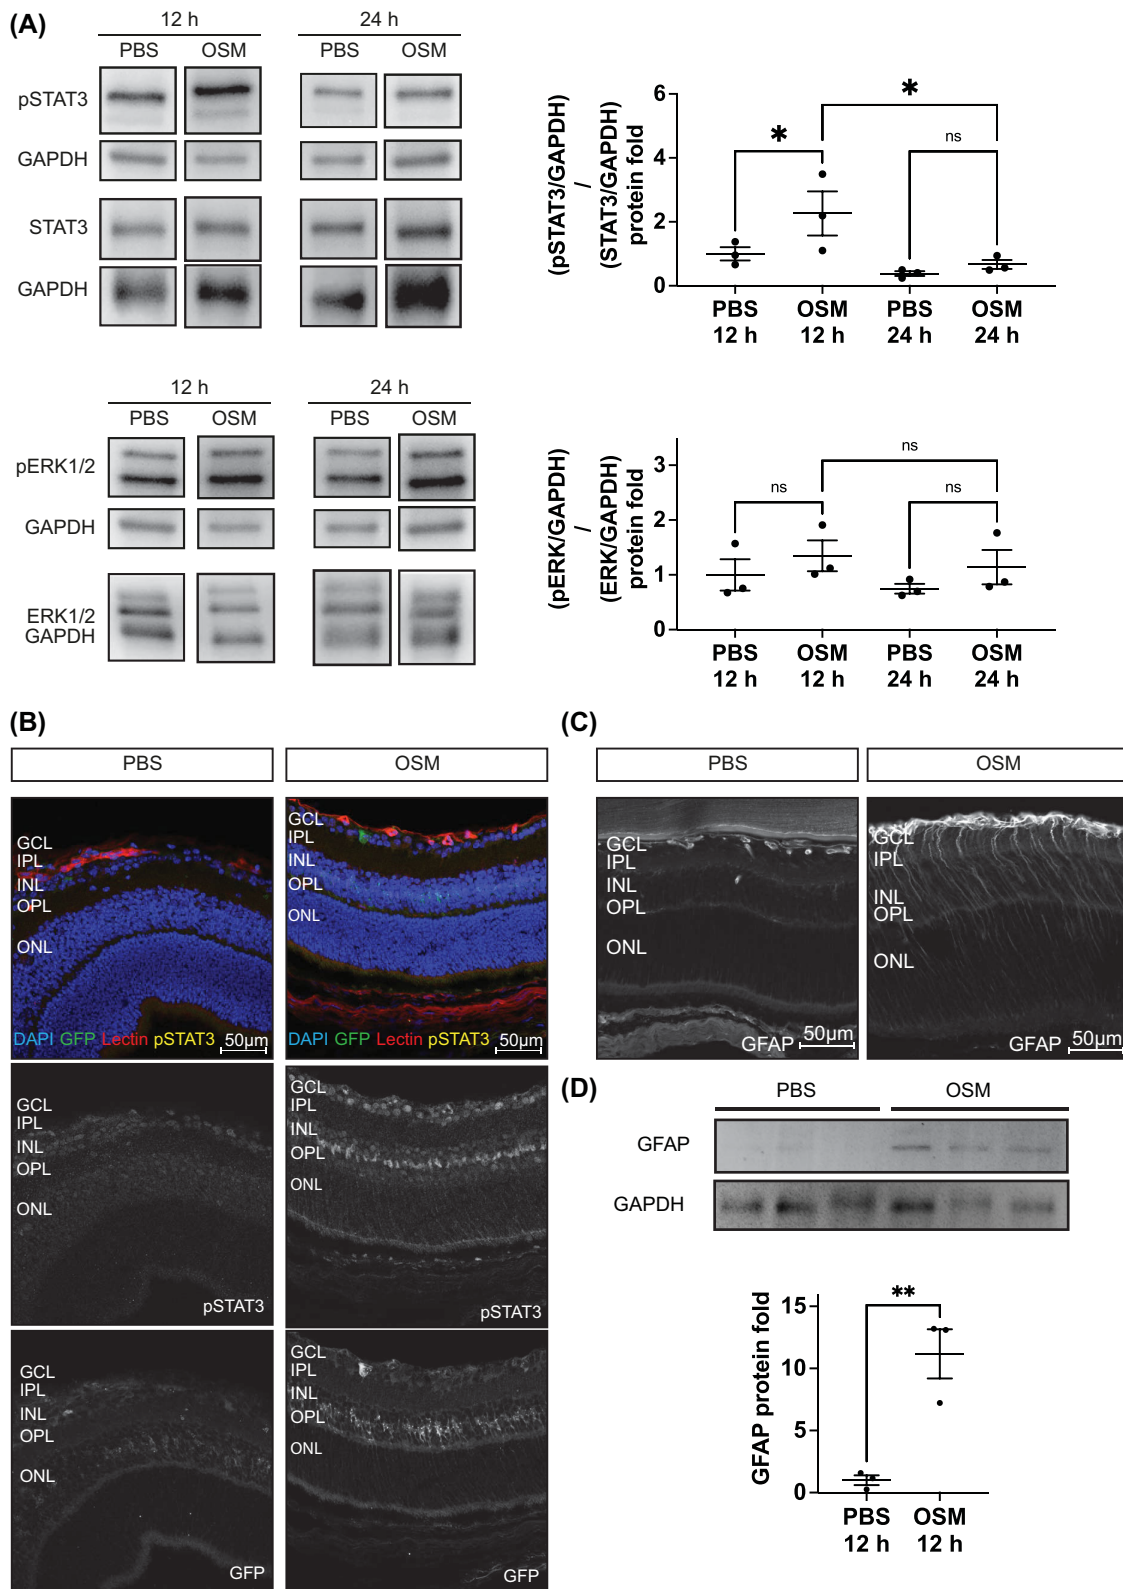 (A)
12 h
24 h
PBS
OSM
PBS
OSM
pSTAT3
GAPDH
STAT3
GAPDH
(pSTAT3/GAPDH)
/
(STAT3/GAPDH)
protein fold
6
4
2
0
*
*
ns
PBS
12 h
OSM
12 h
PBS
24 h
OSM
24 h
12 h
24 h
PBS
OSM
PBS
OSM
pERK1/2
GAPDH
ERK1/2
GAPDH
(pERK/GAPDH)
/
(ERK/GAPDH)
protein fold
3
2
1
0
ns
ns
ns
PBS
12 h
OSM
12 h
PBS
24 h
OSM
24 h
(B)
PBS
OSM
GCL
IPL
INL
OPL
ONL
DAPI GFP Lectin pSTAT3
50μm
GCL
IPL
INL
OPL
ONL
DAPI GFP Lectin pSTAT3
50μm
GCL
IPL
INL
OPL
ONL
pSTAT3
GCL
IPL
INL
OPL
ONL
pSTAT3
GCL
IPL
INL
OPL
ONL
GFP
GCL
IPL
INL
OPL
ONL
GFP
(C)
PBS
OSM
GCL
IPL
INL
OPL
ONL
50μm
GFAP
GCL
IPL
INL
OPL
ONL
50μm
GFAP
(D)
PBS
OSM
GFAP
GAPDH
GFAP protein fold
15
10
5
0
**
PBS
12 h
OSM
12 h